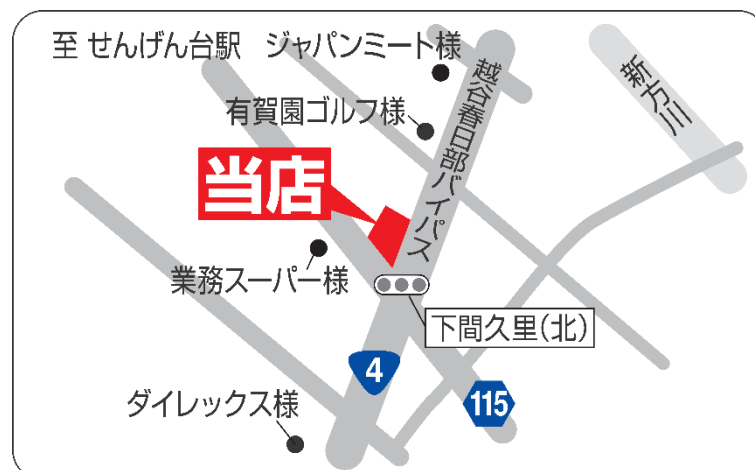 至 せんげん台駅
ジャパンミート様
越谷春日部バイパス
新方川
有賀園ゴルフ様
当店
業務スーパー様
下間久里(北)
4
ダイレックス様
115